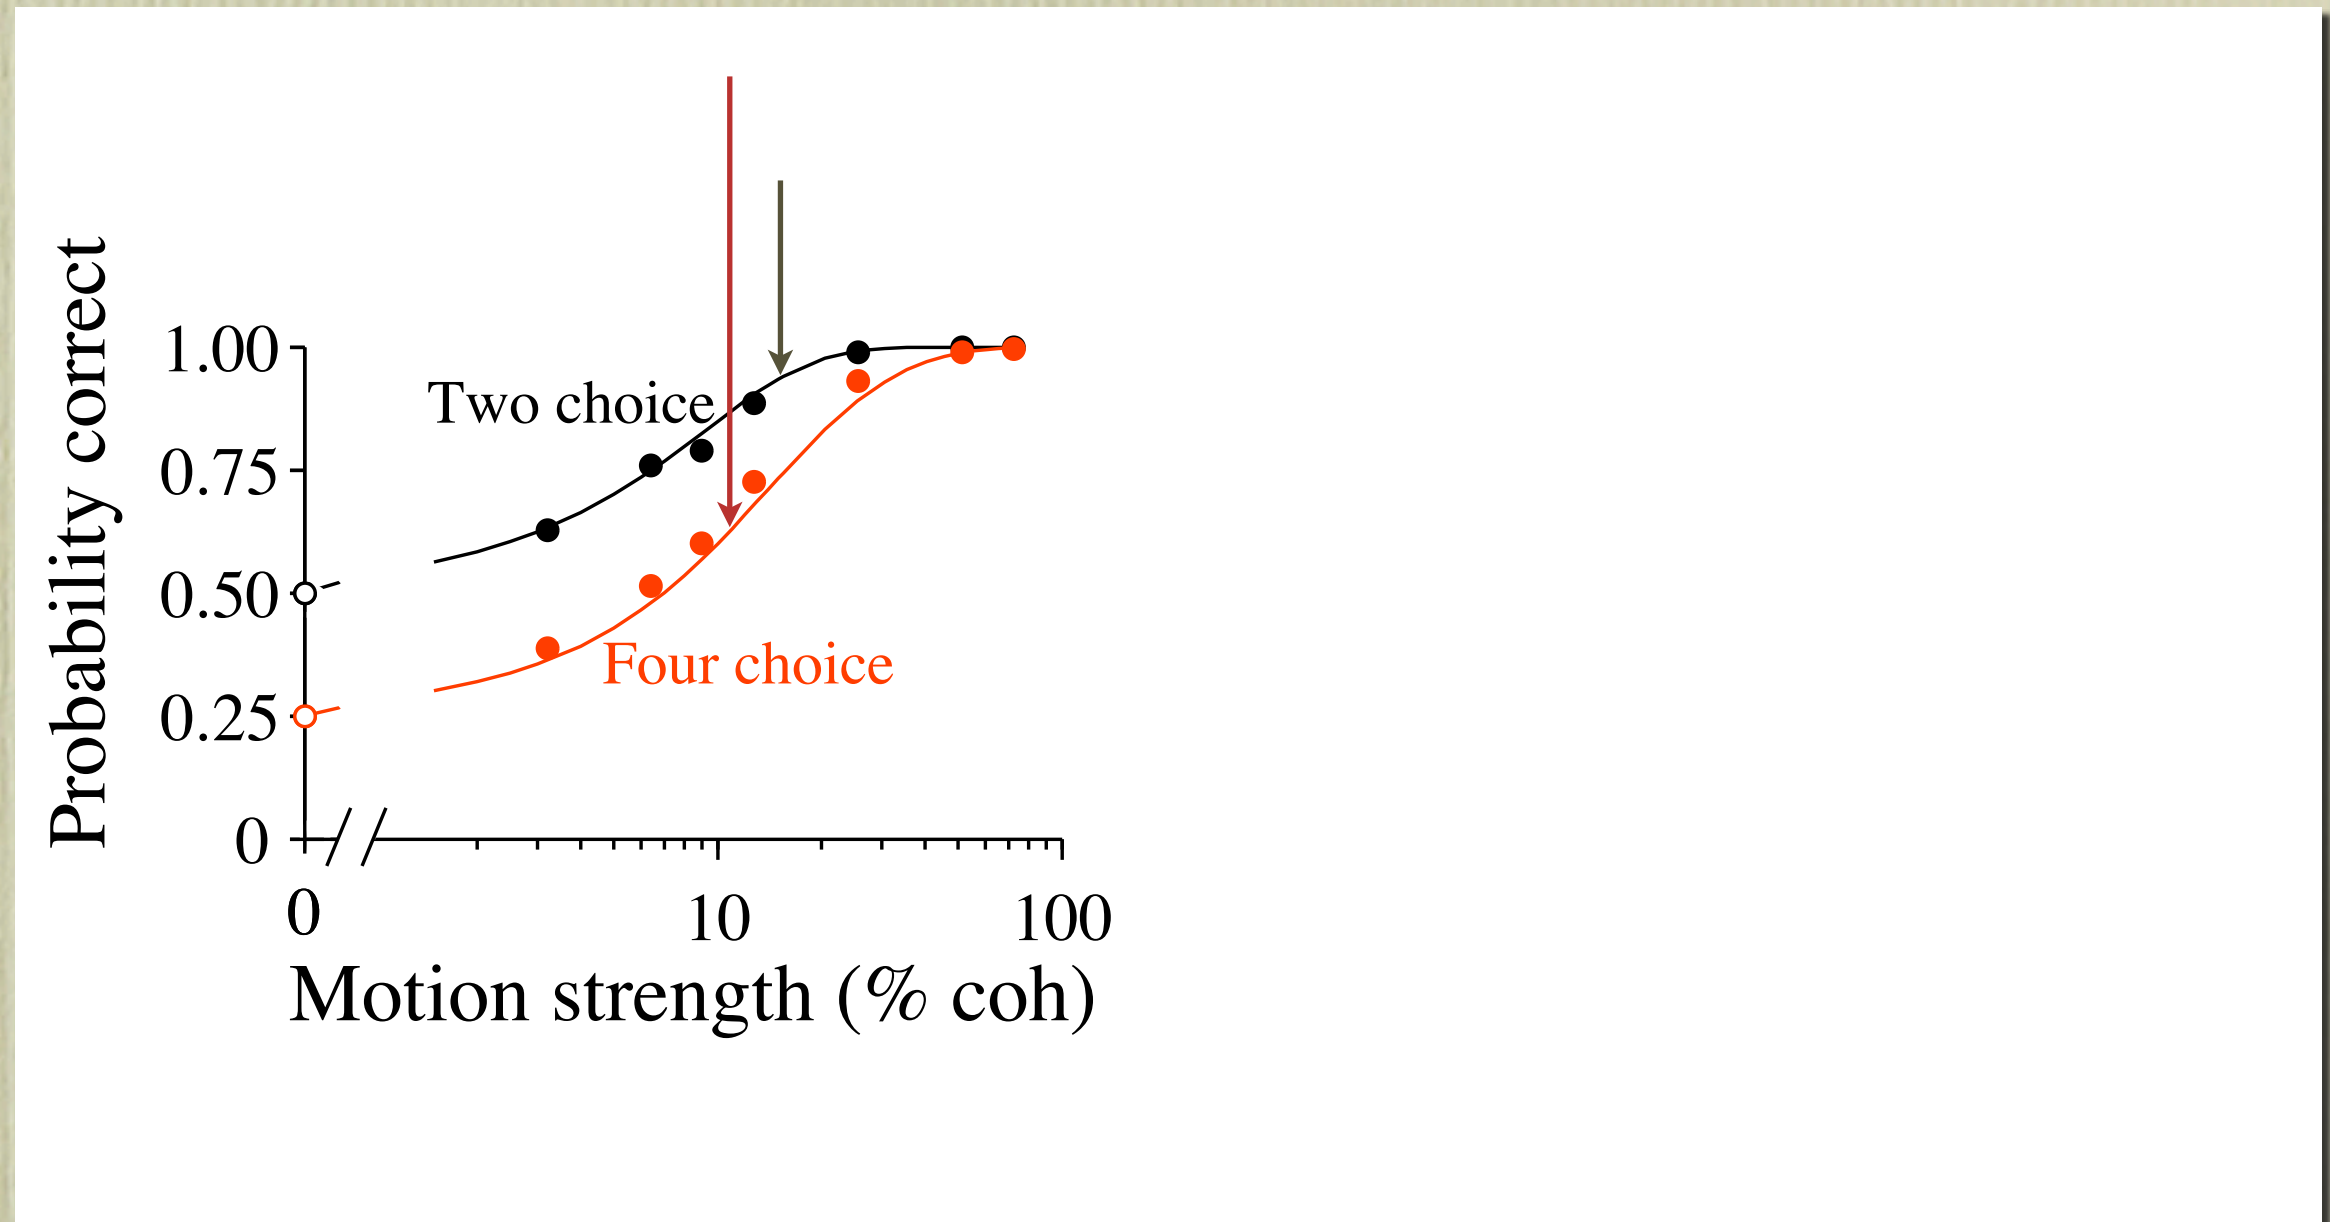 Probability correct
1.00
0.75
0.50
0.25
0
Two choice
Four choice
0
10
100
Motion strength (% coh)